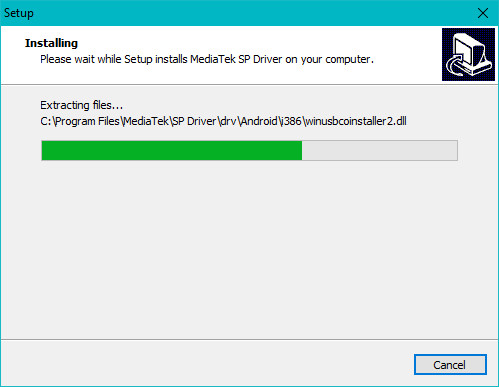 Setup
Installing
Please wait while Setup installs MediaTek SP Driver on your computer.
Extracting files...
C:\Program Files\MediaTek\SP Driver\drv\Android\i386\winusbcoinstaller2.dll
Cancel